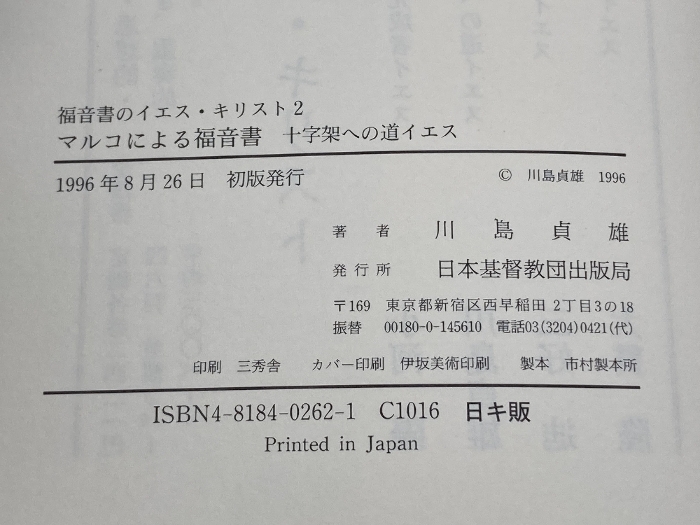 福音書のイエス・キリスト2
マルコによる福音書 十字架への道イエス
1996年8月26日 初版発行 © 川島貞雄 1996
著者 川島貞雄
発行所 日本基督教団出版局
〒169 東京都新宿区西早稲田2丁目3の18
振替 00180-0-145610 電話03(3204)0421(代)
印刷 三秀舎 カバー印刷 伊坂美術印刷 製本 市村製本所
ISBN4-8184-0262-1 C1016 日キ販
Printed in Japan